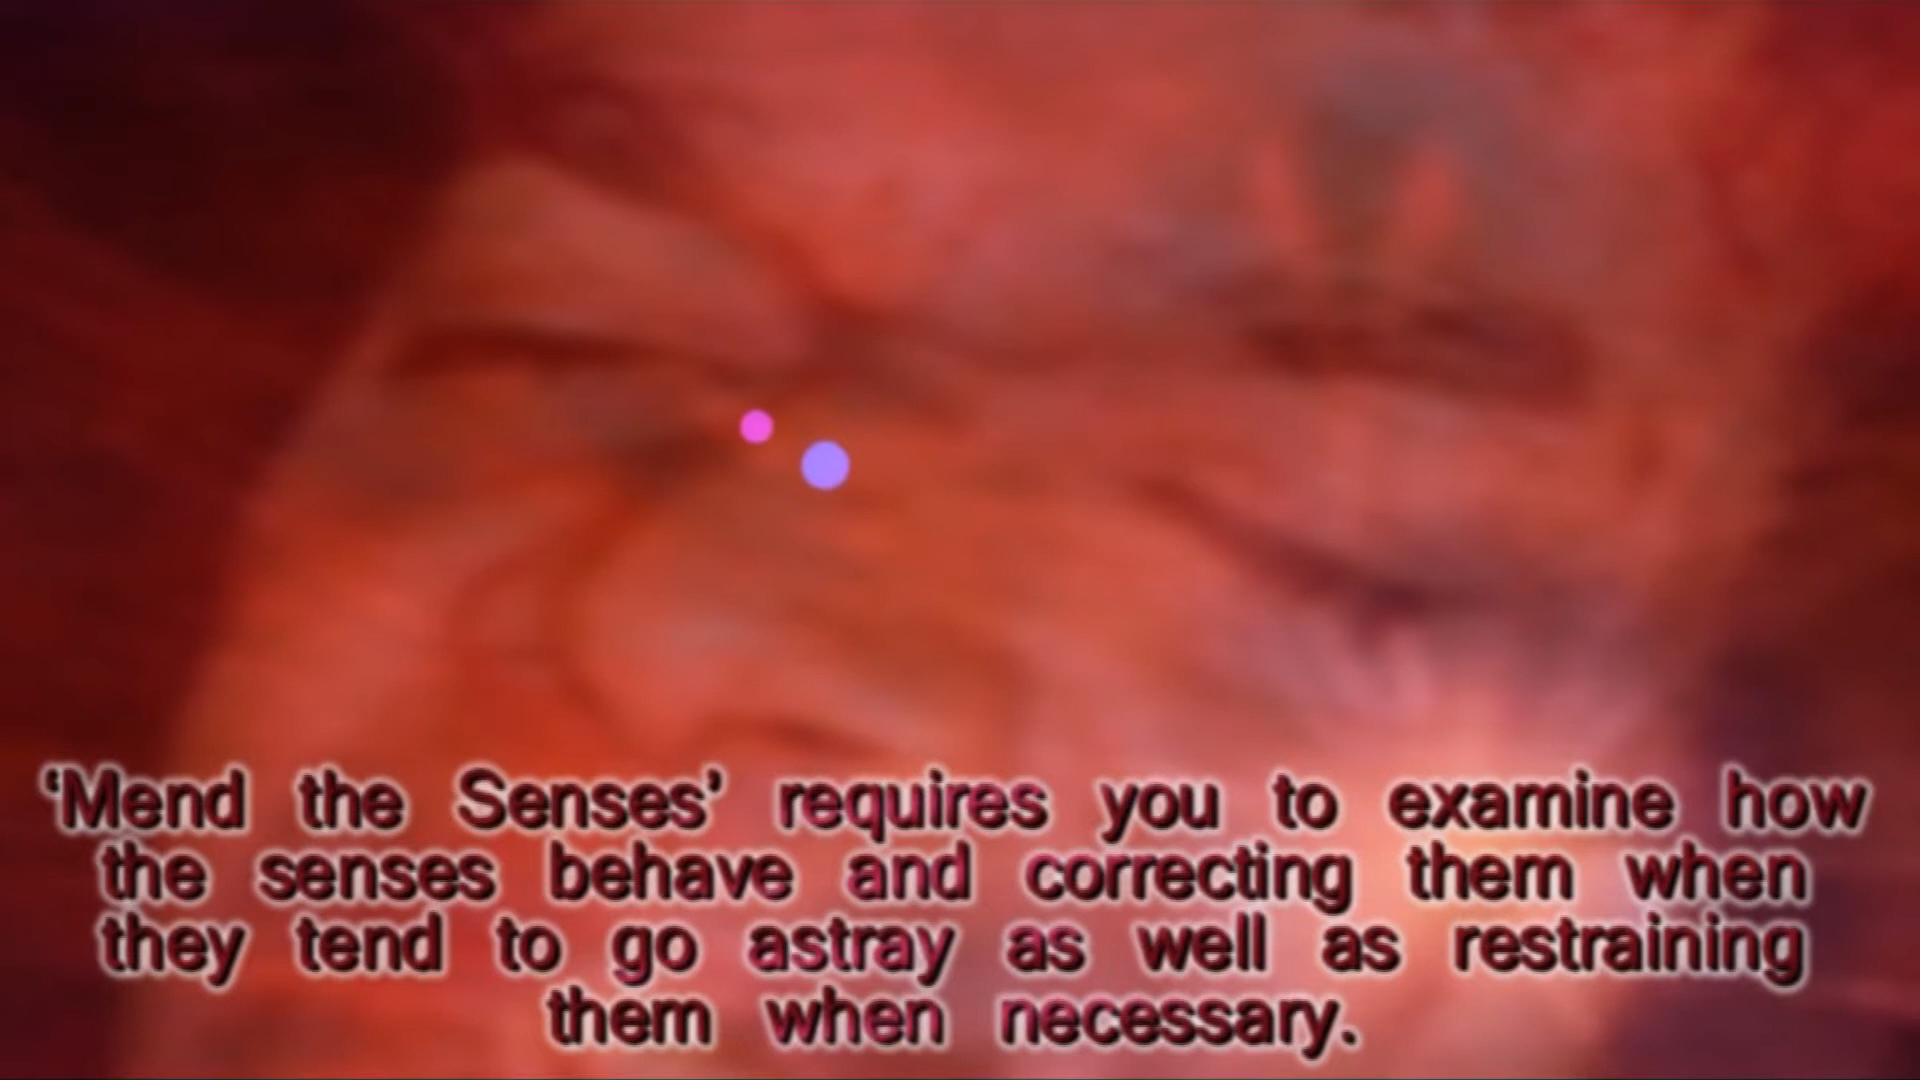 ‘Mend the Senses’ requires you to examine how
the senses behave and correcting them when
they tend to go astray as well as restraining
them when necessary.